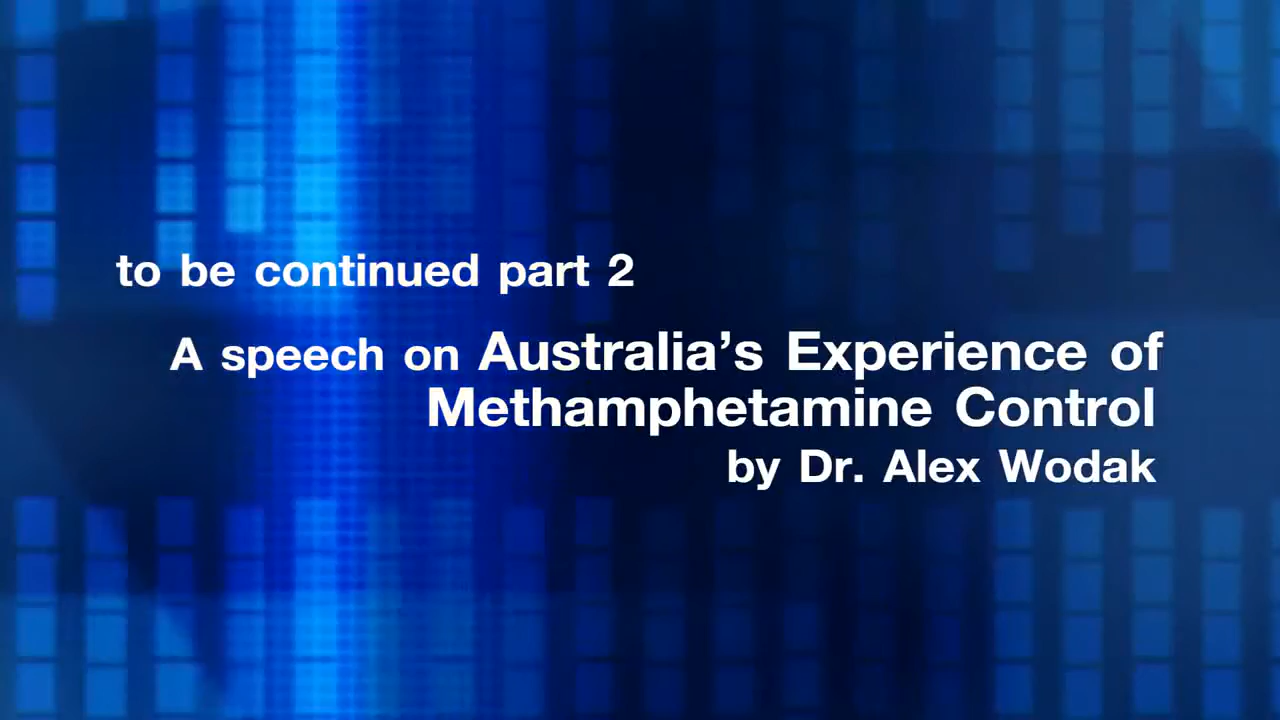 to be continued part 2
A speech on Australia’s Experience of
Methamphetamine Control
by Dr. Alex Wodak